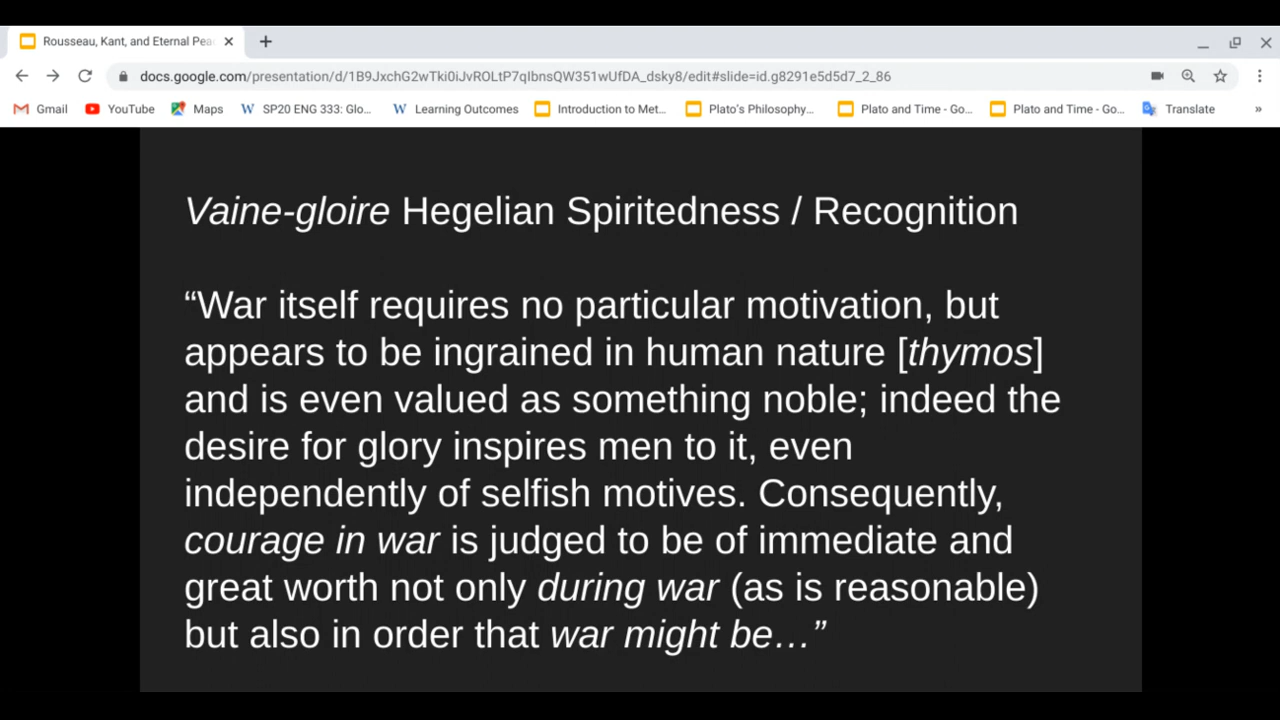 Rousseau, Kant, and Eternal Pea
docs.google.com/presentation/d/1B9JxchG2wTki0iJvROLtP7qIbnsQW351wUfDA_dsky8/edit#slide=id.g8291e5d5d7_2_86
Gmail YouTube Maps SP20 ENG 333: Glo... Learning Outcomes Introduction to Met... Plato's Philosophy... Plato and Time - Go... Plato and Time - Go... Translate »
Vaine-gloire Hegelian Spiritedness / Recognition
“War itself requires no particular motivation, but
appears to be ingrained in human nature [thymos]
and is even valued as something noble; indeed the
desire for glory inspires men to it, even
independently of selfish motives. Consequently,
courage in war is judged to be of immediate and
great worth not only during war (as is reasonable)
but also in order that war might be…”